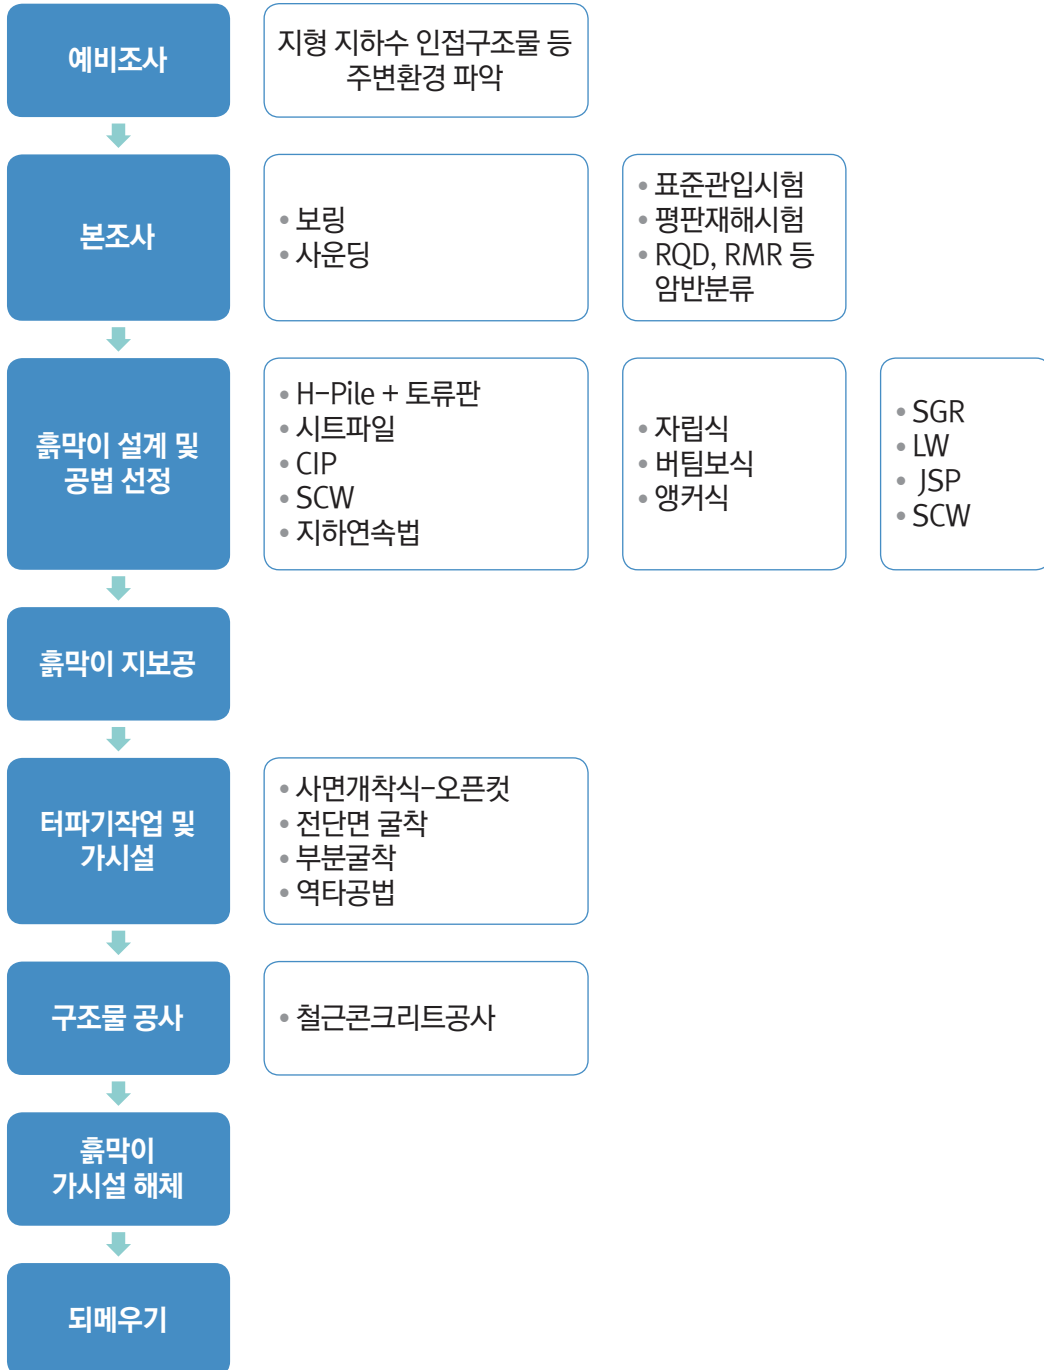 예비조사
지형 지하수 인접구조물 등
주변환경 파악
본조사
• 보링
• 사운딩
• 표준관입시험
• 평판재해시험
• RQD, RMR 등
암반분류
흙막이 설계 및
공법 선정
• H-Pile + 토류판
• 시트파일
• CIP
• SCW
• 지하연속법
• 자립식
• 버팀보식
• 앵커식
• SGR
• LW
• JSP
• SCW
흙막이 지보공
터파기작업 및
가시설
• 사면개착식-오픈컷
• 전단면 굴착
• 부분굴착
• 역타공법
구조물 공사
• 철근콘크리트공사
흙막이
가시설 해체
되메우기